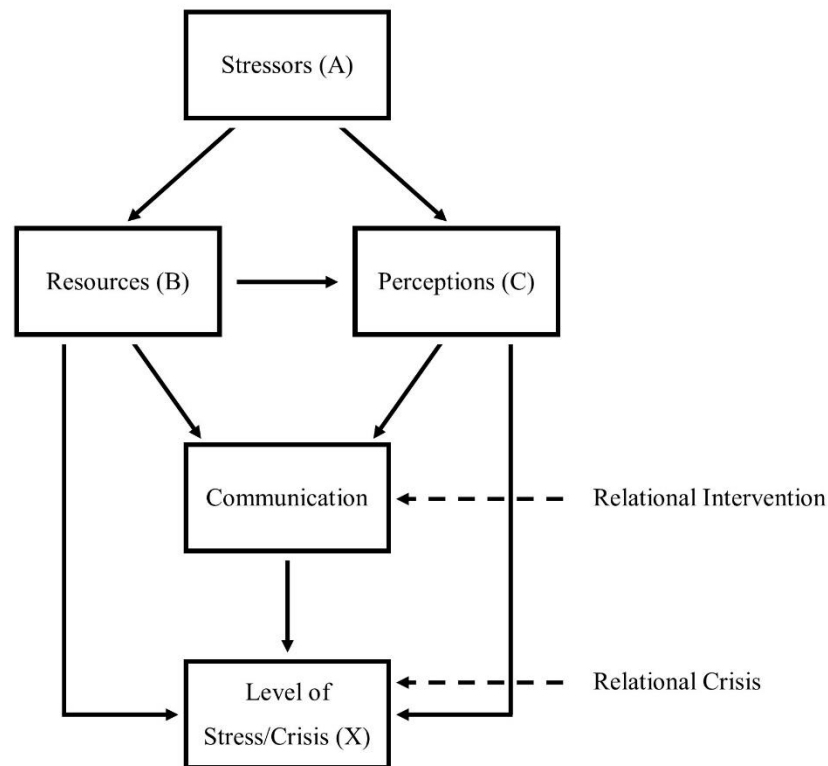 Stressors (A)
Resources (B)
Perceptions (C)
Communication
Relational Intervention
Level of
Stress/Crisis (X)
Relational Crisis